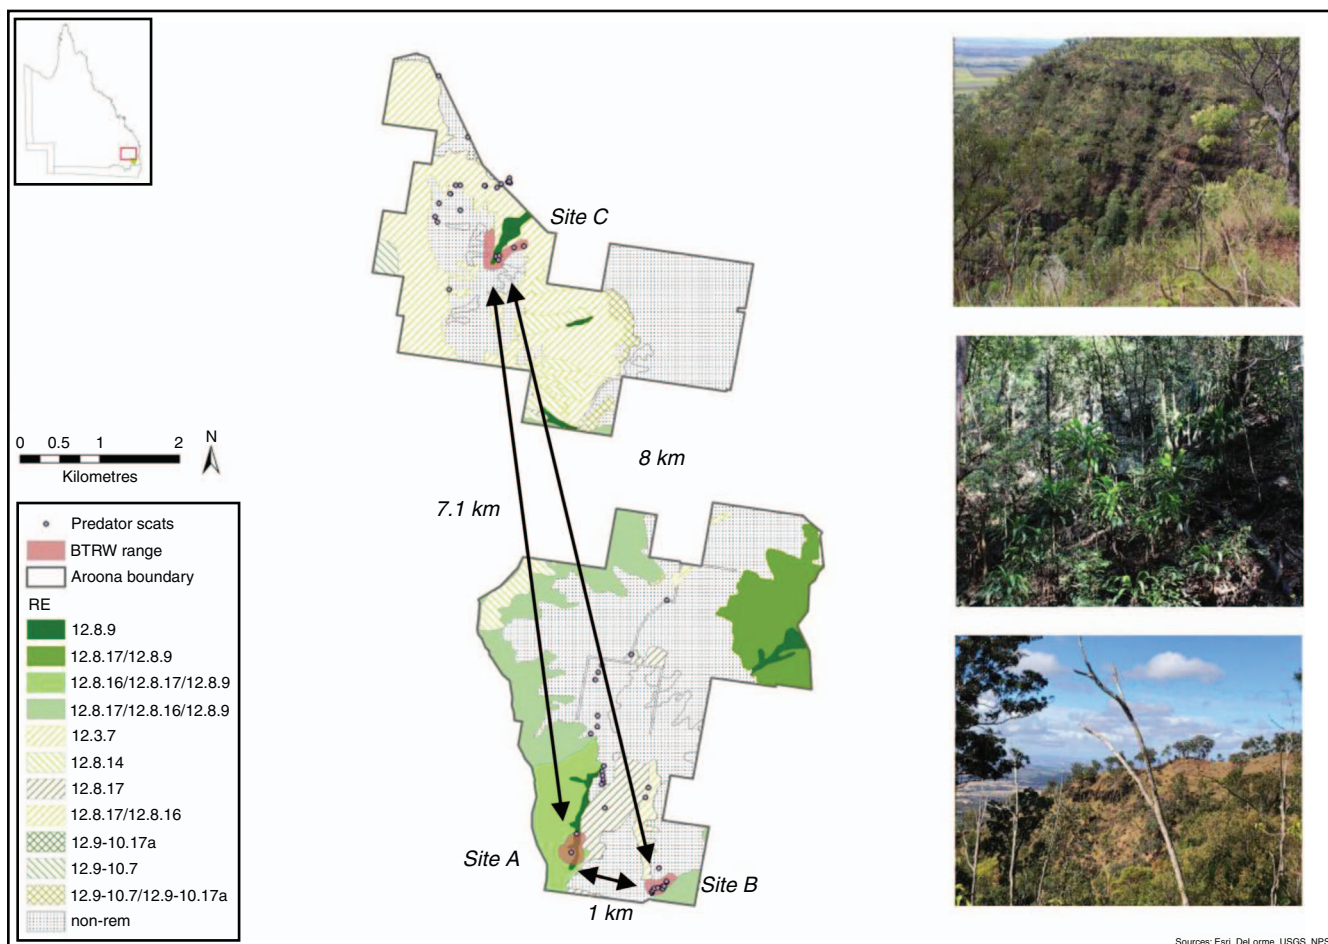 Site C
0 0.5 1 2
Kilometres
N
8 km
7.1 km
Predator scats
BTRW range
Aroona boundary
RE
12.8.9
12.8.17/12.8.9
12.8.16/12.8.17/12.8.9
12.8.17/12.8.16/12.8.9
12.3.7
12.8.14
12.8.17
12.8.17/12.8.16
12.9-10.17a
12.9-10.7
12.9-10.7/12.9-10.17a
non-rem
Site A
Site B
1 km
Sources: Esri, DeLorme, USGS, NPS